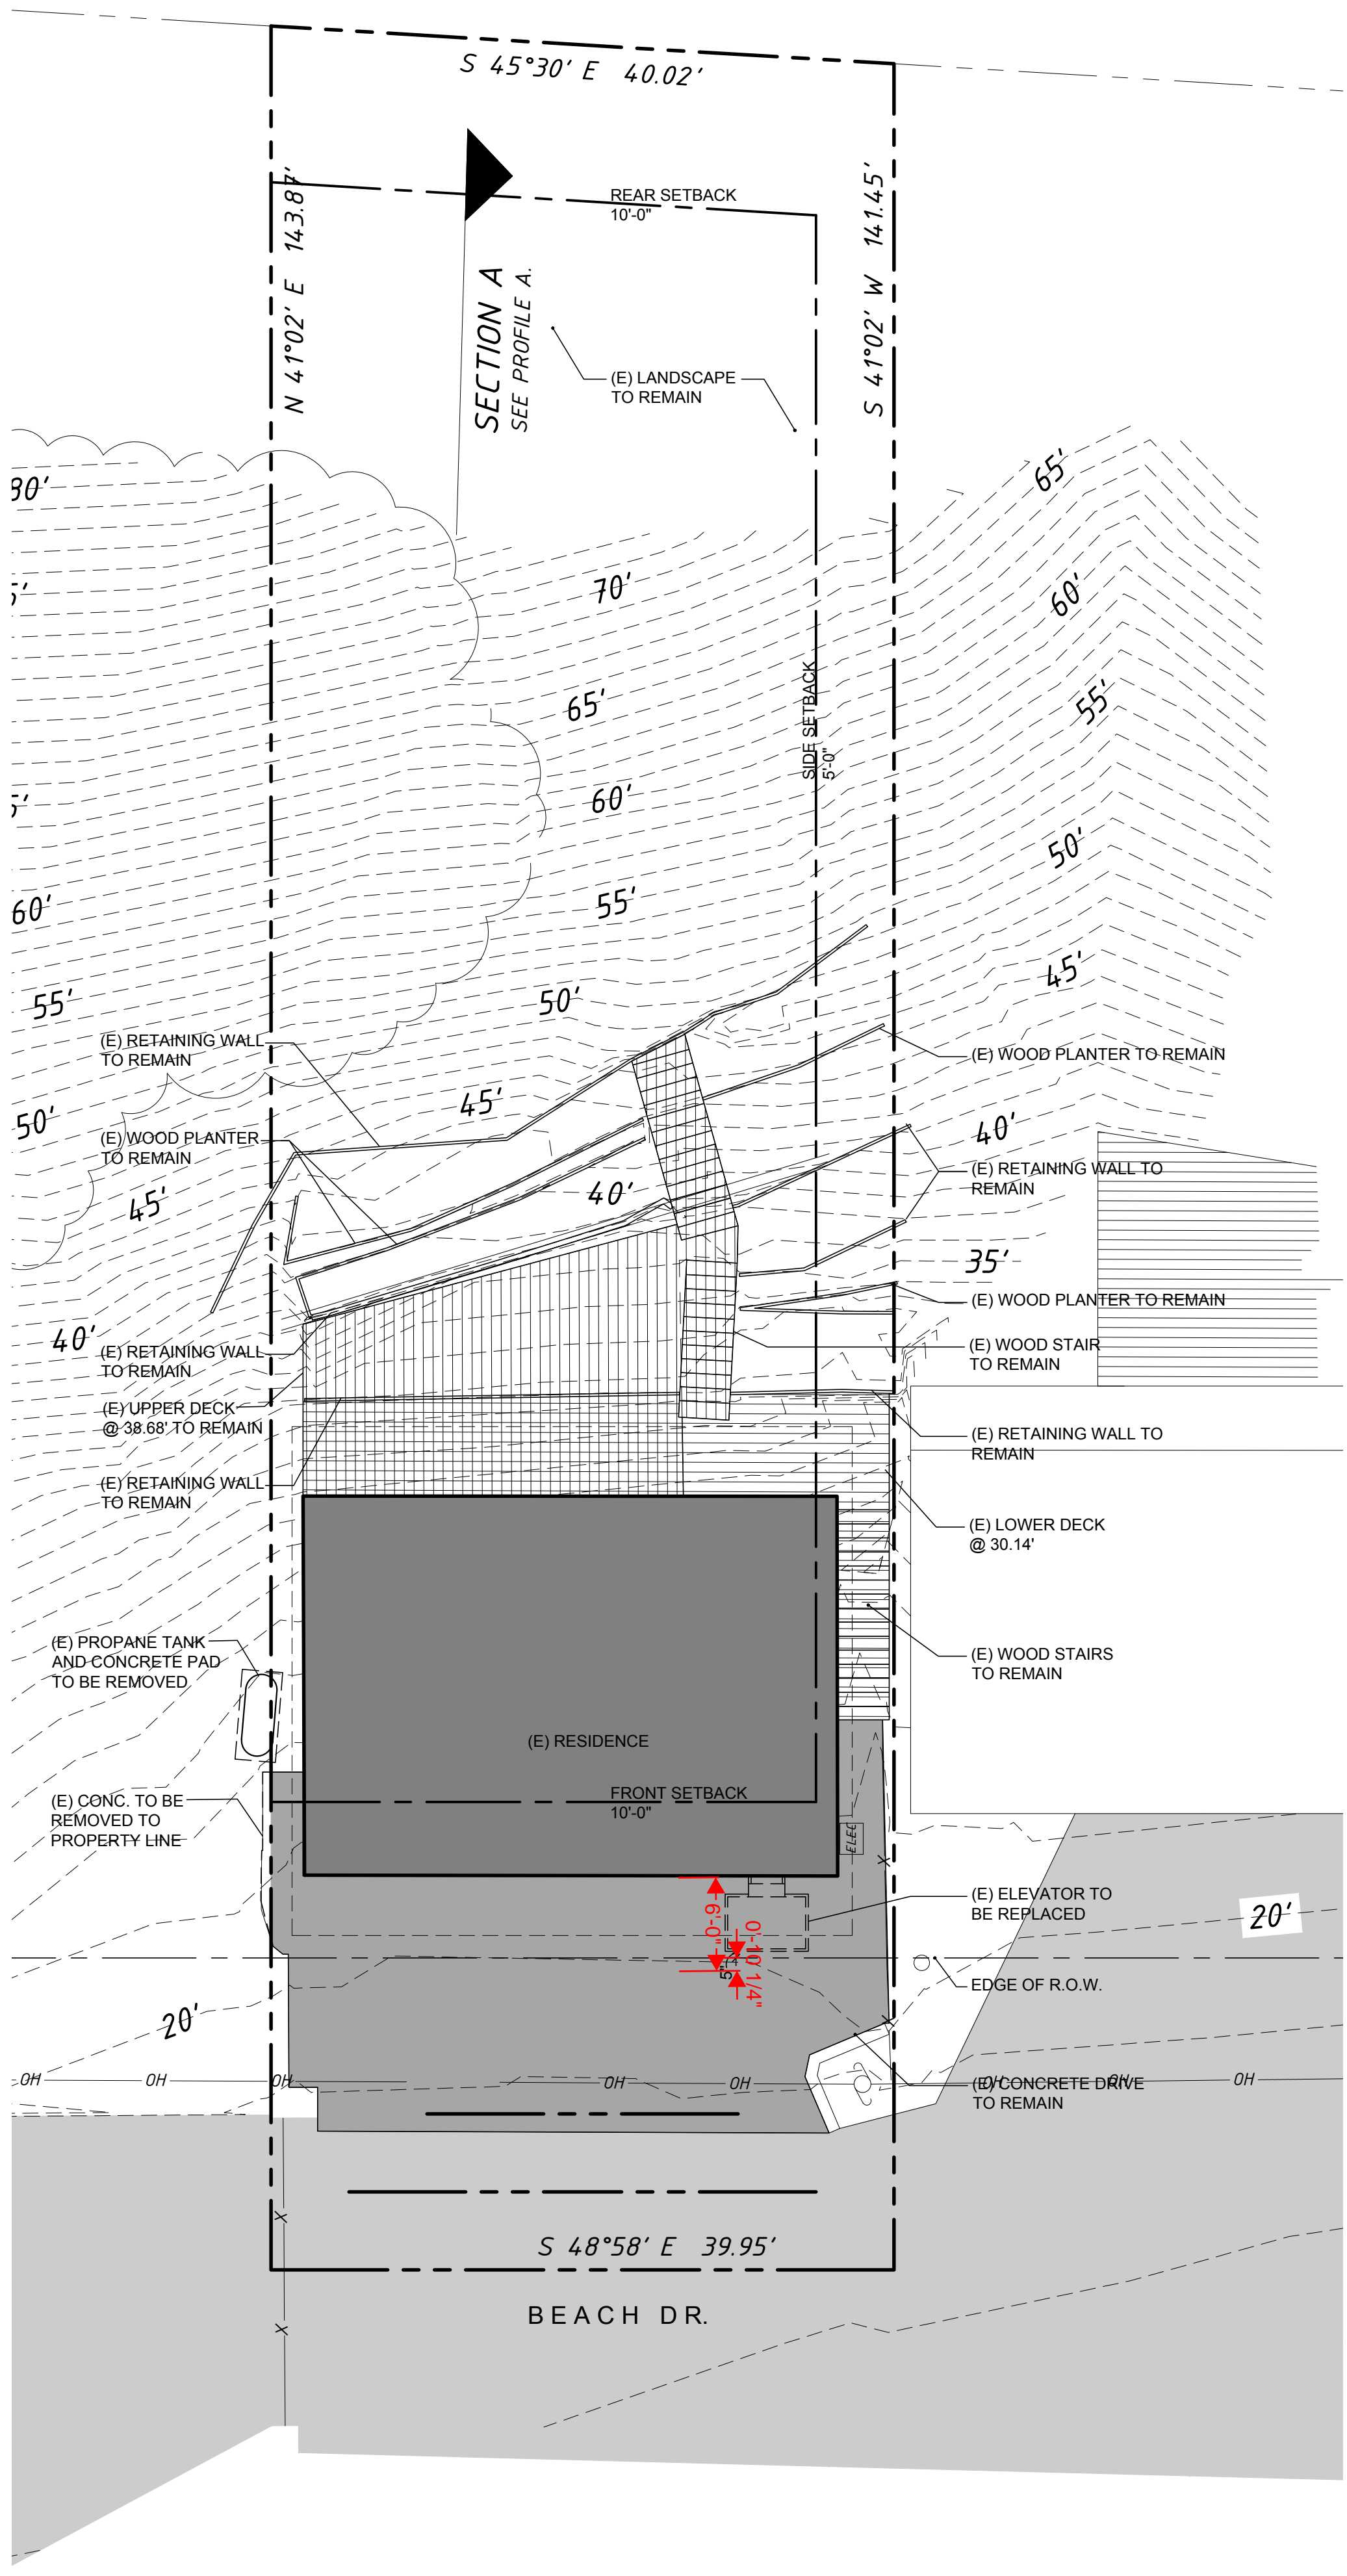 S 45°30' E 40.02'
N 41°02' E 143.87'
S 41°02' W 141.45'
REAR SETBACK
10'-0"
SECTION A
SEE PROFILE A.
(E) LANDSCAPE
TO REMAIN
65'
70'
60'
SIDE SETBACK
5'-0"
65'
55'
60'
50'
60'
55'
45'
55'
50'
(E) RETAINING WALL
TO REMAIN
(E) WOOD PLANTER TO REMAIN
50'
45'
40'
(E) WOOD PLANTER
TO REMAIN
(E) RETAINING WALL TO
REMAIN
45'
40'
35'
(E) WOOD PLANTER TO REMAIN
40'
(E) RETAINING WALL
TO REMAIN
(E) WOOD STAIR
TO REMAIN
(E) UPPER DECK
@ 38.68' TO REMAIN
(E) RETAINING WALL TO
REMAIN
(E) RETAINING WALL
TO REMAIN
(E) LOWER DECK
@ 30.14'
(E) PROPANE TANK
AND CONCRETE PAD
TO BE REMOVED
(E) WOOD STAIRS
TO REMAIN
(E) RESIDENCE
(E) CONC. TO BE
REMOVED TO
PROPERTY LINE
FRONT SETBACK
10'-0"
ELEC
X
6'-0"
0'-10 1/4"
5"
(E) ELEVATOR TO
BE REPLACED
20'
EDGE OF R.O.W.
20'
X
OH
OH
OH
OH
OH
OH
OH
OH
(E) CONCRETE DRIVE
TO REMAIN
X
S 48°58' E 39.95'
X
BEACH DR.